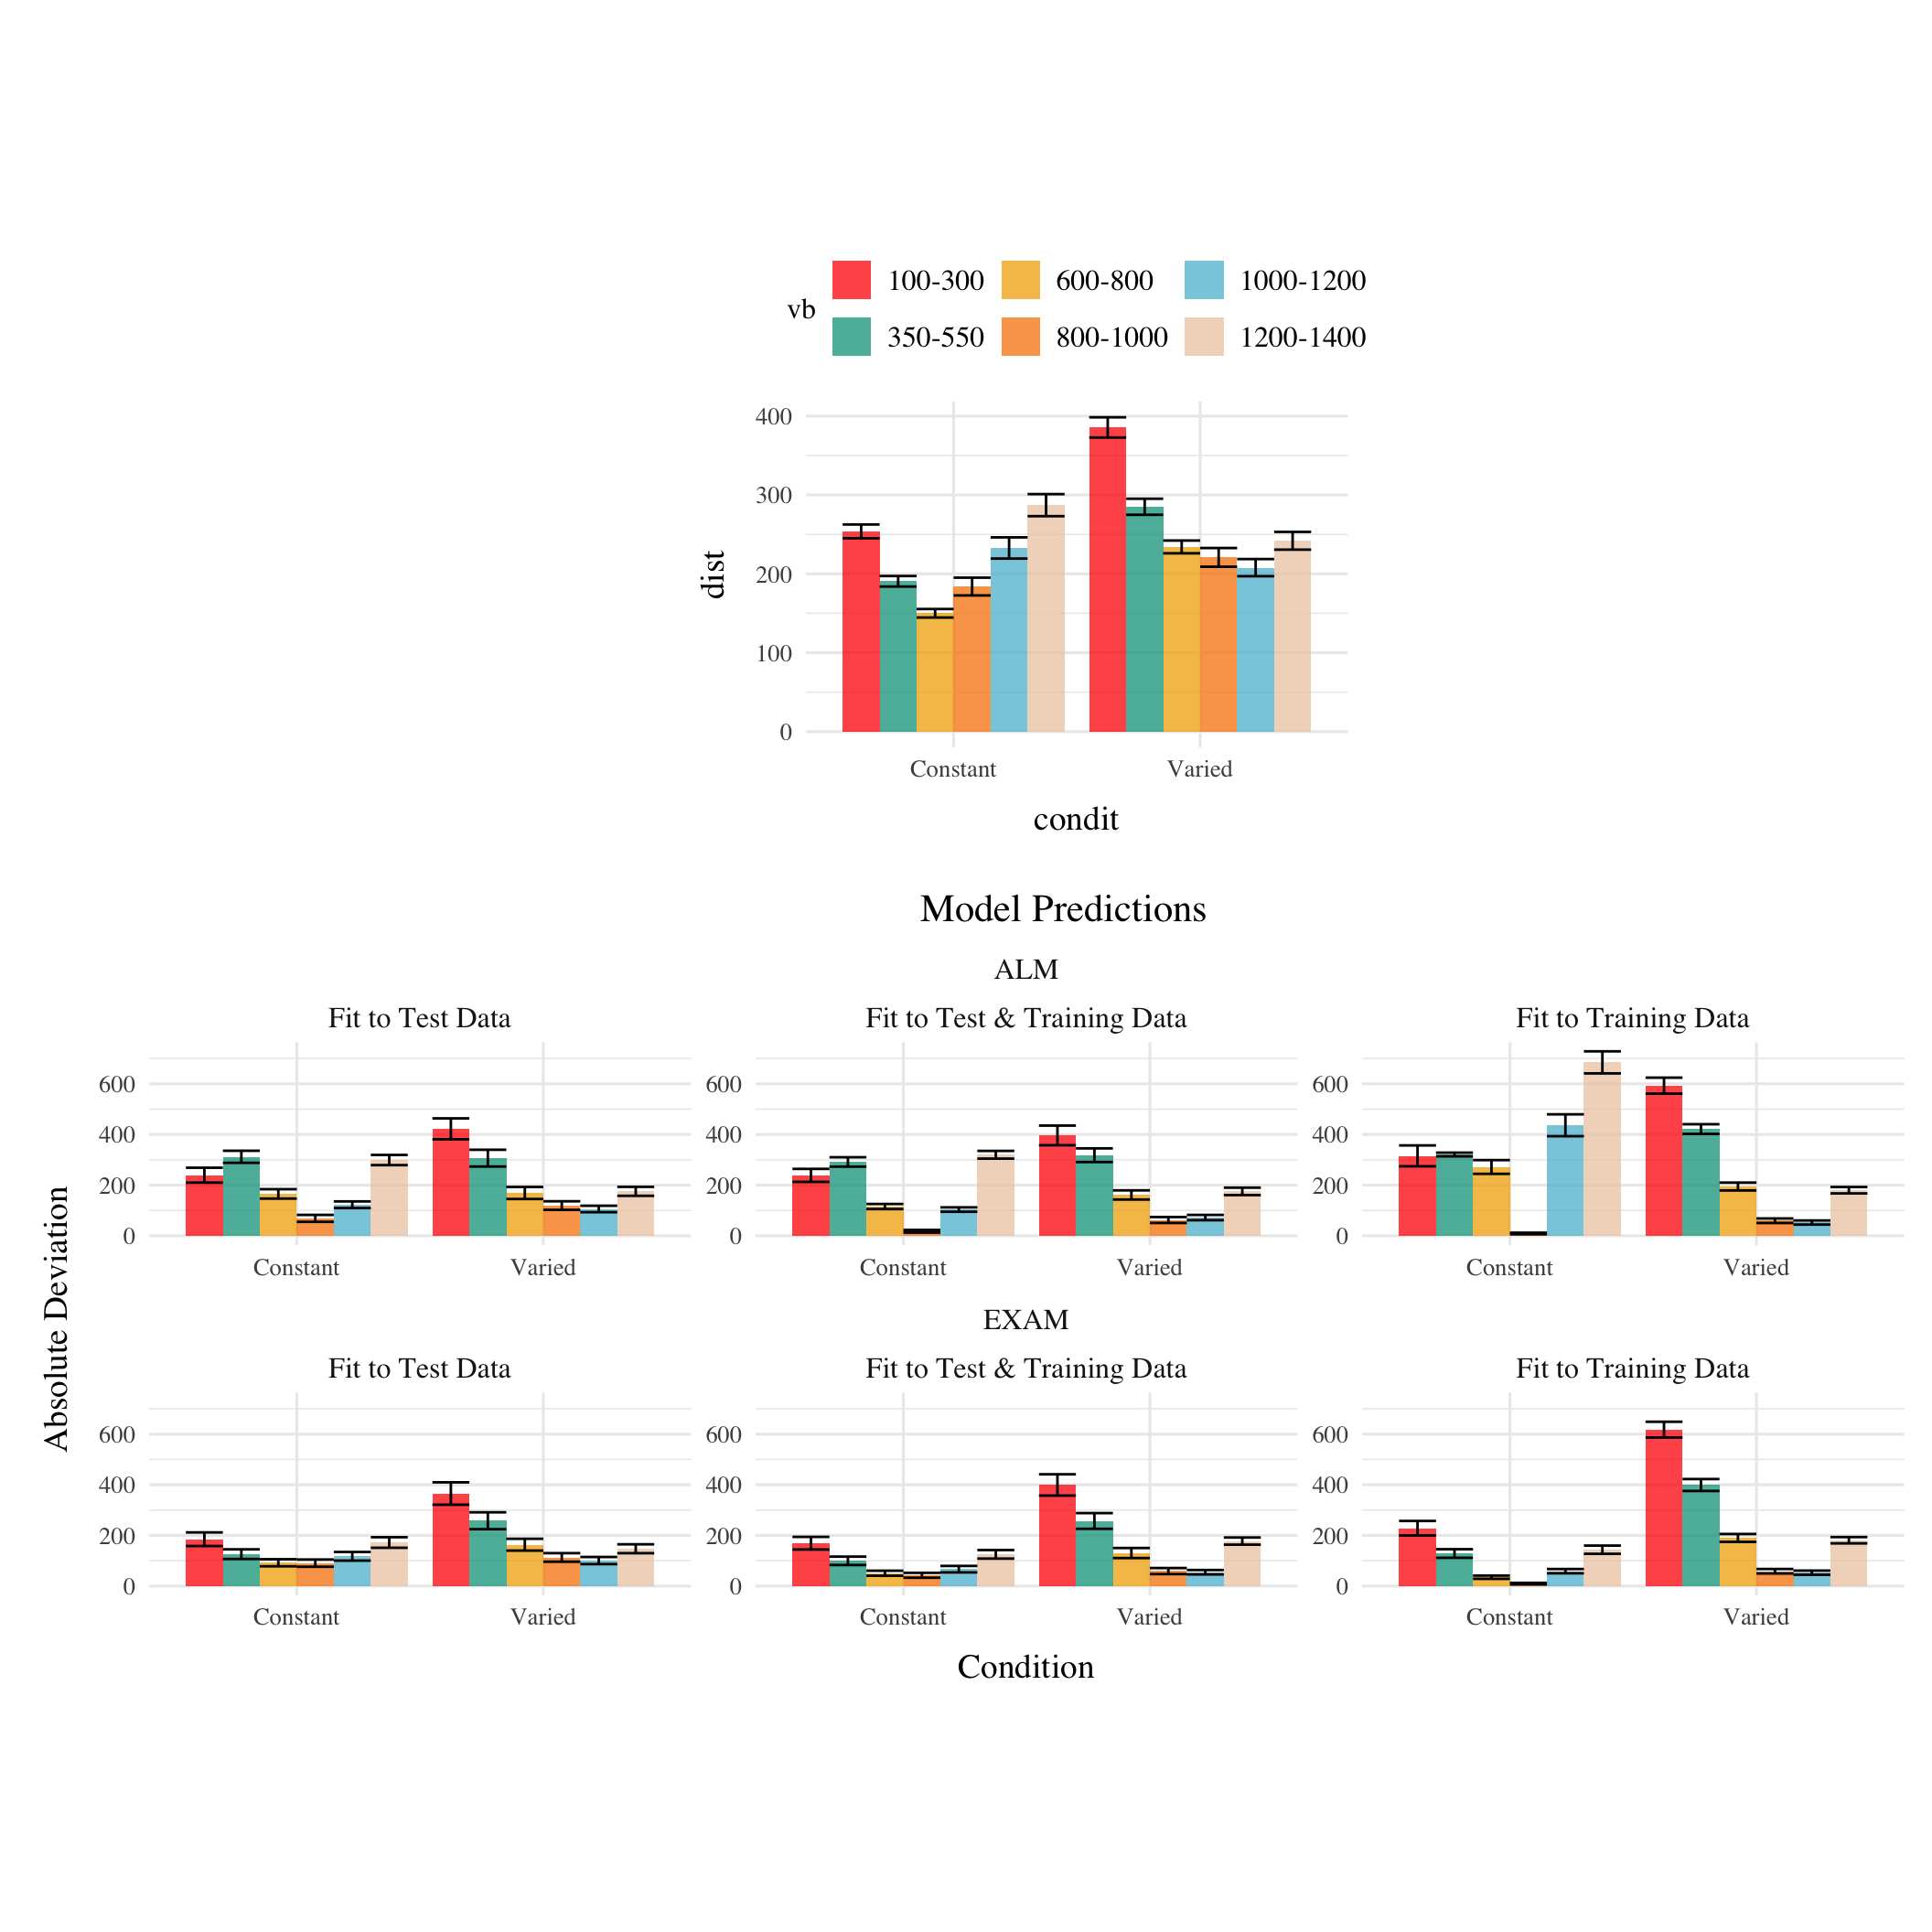 100-300 600-800 1000-1200
vb
350-550 800-1000 1200-1400
400
300
200
100
0
dist
Constant Varied
condit
Model Predictions
ALM
Fit to Test Data Fit to Test & Training Data Fit to Training Data
600 600 600
400 400 400
200 200 200
0 0 0
Constant Varied Constant Varied Constant Varied
Absolute Deviation
EXAM
Fit to Test Data Fit to Test & Training Data Fit to Training Data
600 600 600
400 400 400
200 200 200
0 0 0
Constant Varied Constant Varied Constant Varied
Condition